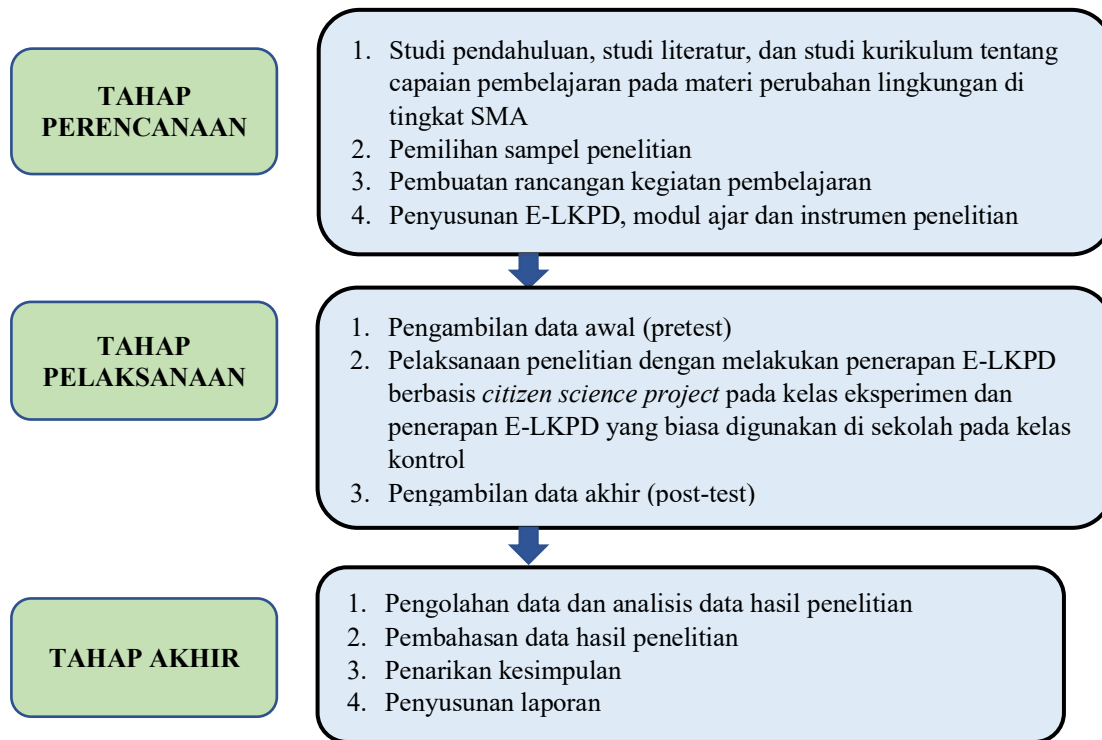 TAHAP
PERENCANAAN
1. Studi pendahuluan, studi literatur, dan studi kurikulum tentang
capaian pembelajaran pada materi perubahan lingkungan di
tingkat SMA
2. Pemilihan sampel penelitian
3. Pembuatan rancangan kegiatan pembelajaran
4. Penyusunan E-LKPD, modul ajar dan instrumen penelitian
TAHAP
PELAKSANAAN
1. Pengambilan data awal (pretest)
2. Pelaksanaan penelitian dengan melakukan penerapan E-LKPD
berbasis citizen science project pada kelas eksperimen dan
penerapan E-LKPD yang biasa digunakan di sekolah pada kelas
kontrol
3. Pengambilan data akhir (post-test)
TAHAP AKHIR
1. Pengolahan data dan analisis data hasil penelitian
2. Pembahasan data hasil penelitian
3. Penarikan kesimpulan
4. Penyusunan laporan